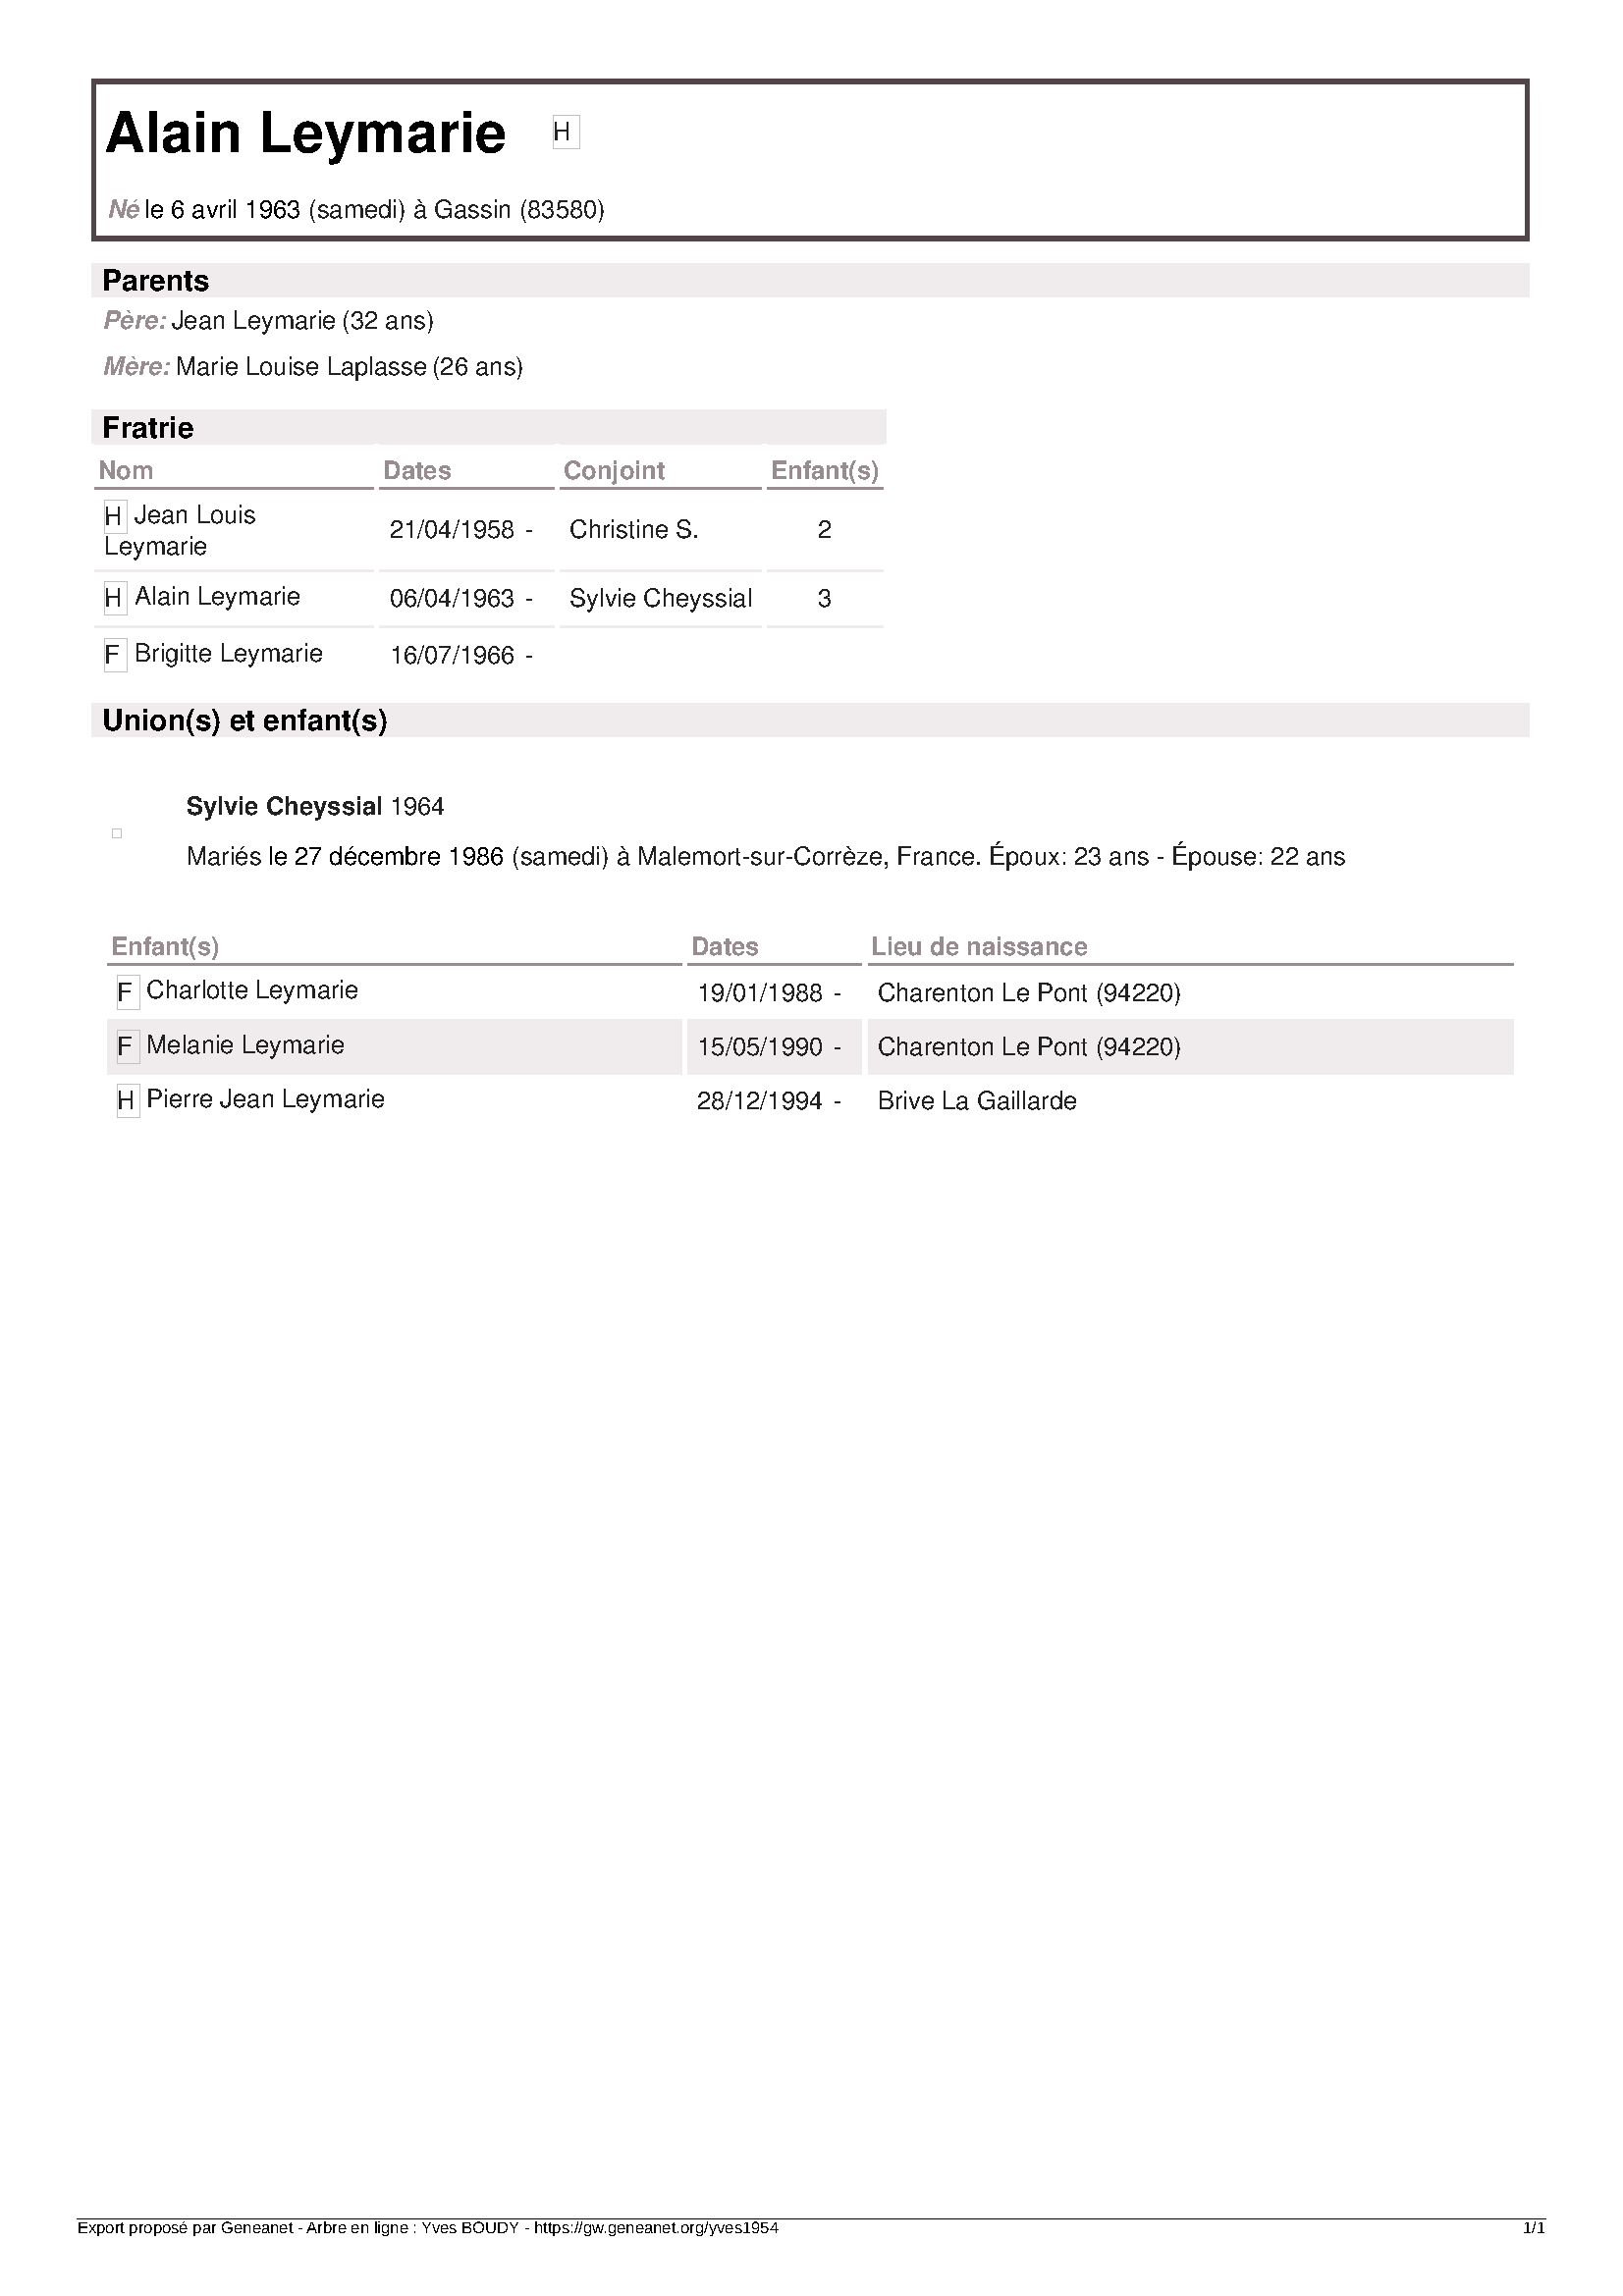 Alain Leymarie H
Né le 6 avril 1963 (samedi) à Gassin (83580)
Parents
Père: Jean Leymarie (32 ans)
Mère: Marie Louise Laplasse (26 ans)
Fratrie
Nom Dates Conjoint Enfant(s)
H Jean Louis
Leymarie 21/04/1958 - Christine S. 2
H Alain Leymarie 06/04/1963 - Sylvie Cheyssial 3
F Brigitte Leymarie 16/07/1966 -
Union(s) et enfant(s)
Sylvie Cheyssial 1964
Mariés le 27 décembre 1986 (samedi) à Malemort-sur-Corrèze, France. Époux: 23 ans - Épouse: 22 ans
Enfant(s) Dates Lieu de naissance
F Charlotte Leymarie 19/01/1988 - Charenton Le Pont (94220)
F Melanie Leymarie 15/05/1990 - Charenton Le Pont (94220)
H Pierre Jean Leymarie 28/12/1994 - Brive La Gaillarde
Export proposé par Geneanet - Arbre en ligne : Yves BOUDY - https://gw.geneanet.org/yves1954 1/1